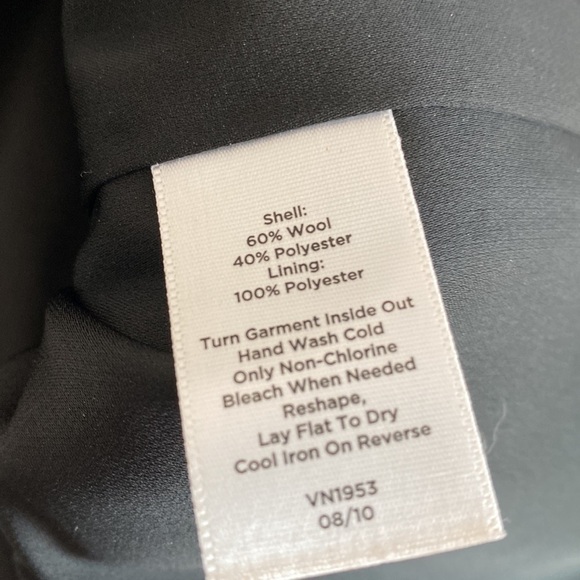 Shell:
60% Wool
40% Polyester
Lining:
100% Polyester
Turn Garment Inside Out
Hand Wash Cold
Only Non-Chlorine
Bleach When Needed
Reshape,
Lay Flat To Dry
Cool Iron On Reverse
VN1953
08/10